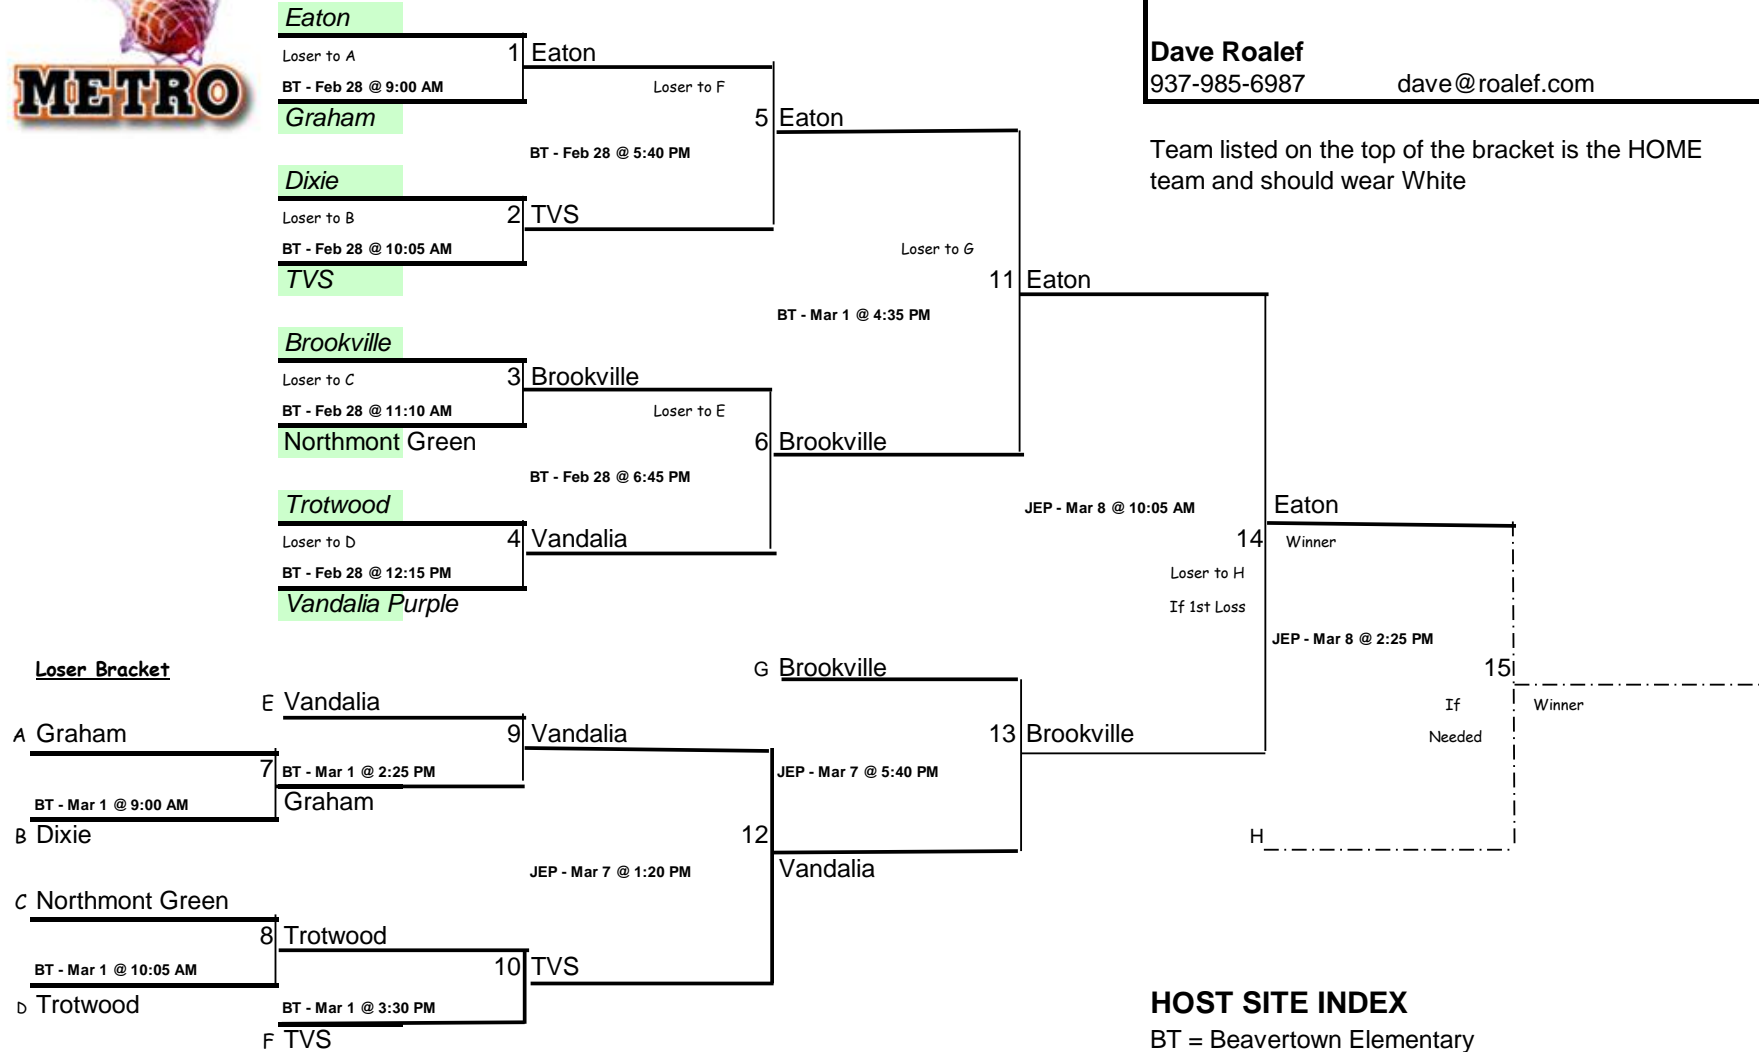 METRO
Eaton
Loser to A
1
Eaton
BT - Feb 28 @ 9:00 AM
Loser to F
Graham
5
Eaton
BT - Feb 28 @ 5:40 PM
Dixie
Loser to B
2
TVS
BT - Feb 28 @ 10:05 AM
Loser to G
TVS
11
Eaton
BT - Mar 1 @ 4:35 PM
Brookville
Loser to C
3
Brookville
BT - Feb 28 @ 11:10 AM
Loser to E
Northmont Green
6
Brookville
BT - Feb 28 @ 6:45 PM
Trotwood
JEP - Mar 8 @ 10:05 AM
Eaton
Loser to D
4
Vandalia
14
Winner
BT - Feb 28 @ 12:15 PM
Loser to H
Vandalia Purple
If 1st Loss
JEP - Mar 8 @ 2:25 PM
Loser Bracket
G Brookville
15
E Vandalia
If
Needed
Winner
A Graham
9
Vandalia
13
Brookville
7
BT - Mar 1 @ 2:25 PM
JEP - Mar 7 @ 5:40 PM
BT - Mar 1 @ 9:00 AM
Graham
B Dixie
12
H
JEP - Mar 7 @ 1:20 PM
Vandalia
C Northmont Green
8
Trotwood
BT - Mar 1 @ 10:05 AM
10
TVS
D Trotwood
BT - Mar 1 @ 3:30 PM
F TVS
Dave Roalef
937-985-6987 dave@roalef.com
Team listed on the top of the bracket is the HOME
team and should wear White
HOST SITE INDEX
BT = Beavertown Elementary